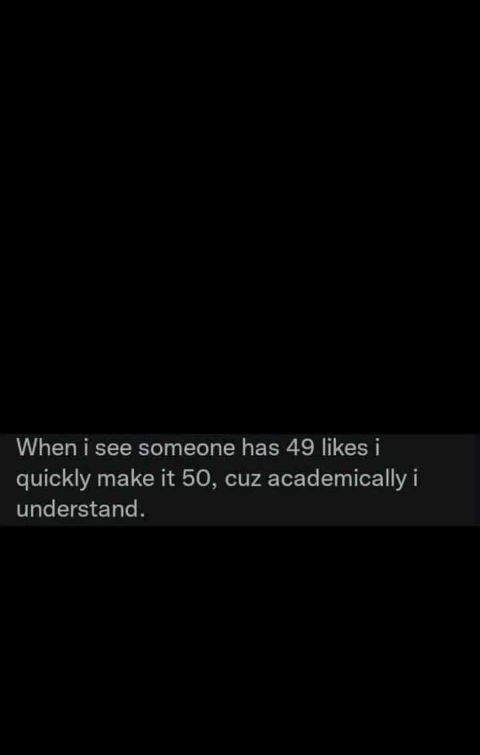 When i see someone has 49 likes i
quickly make it 50, cuz academically i
understand.